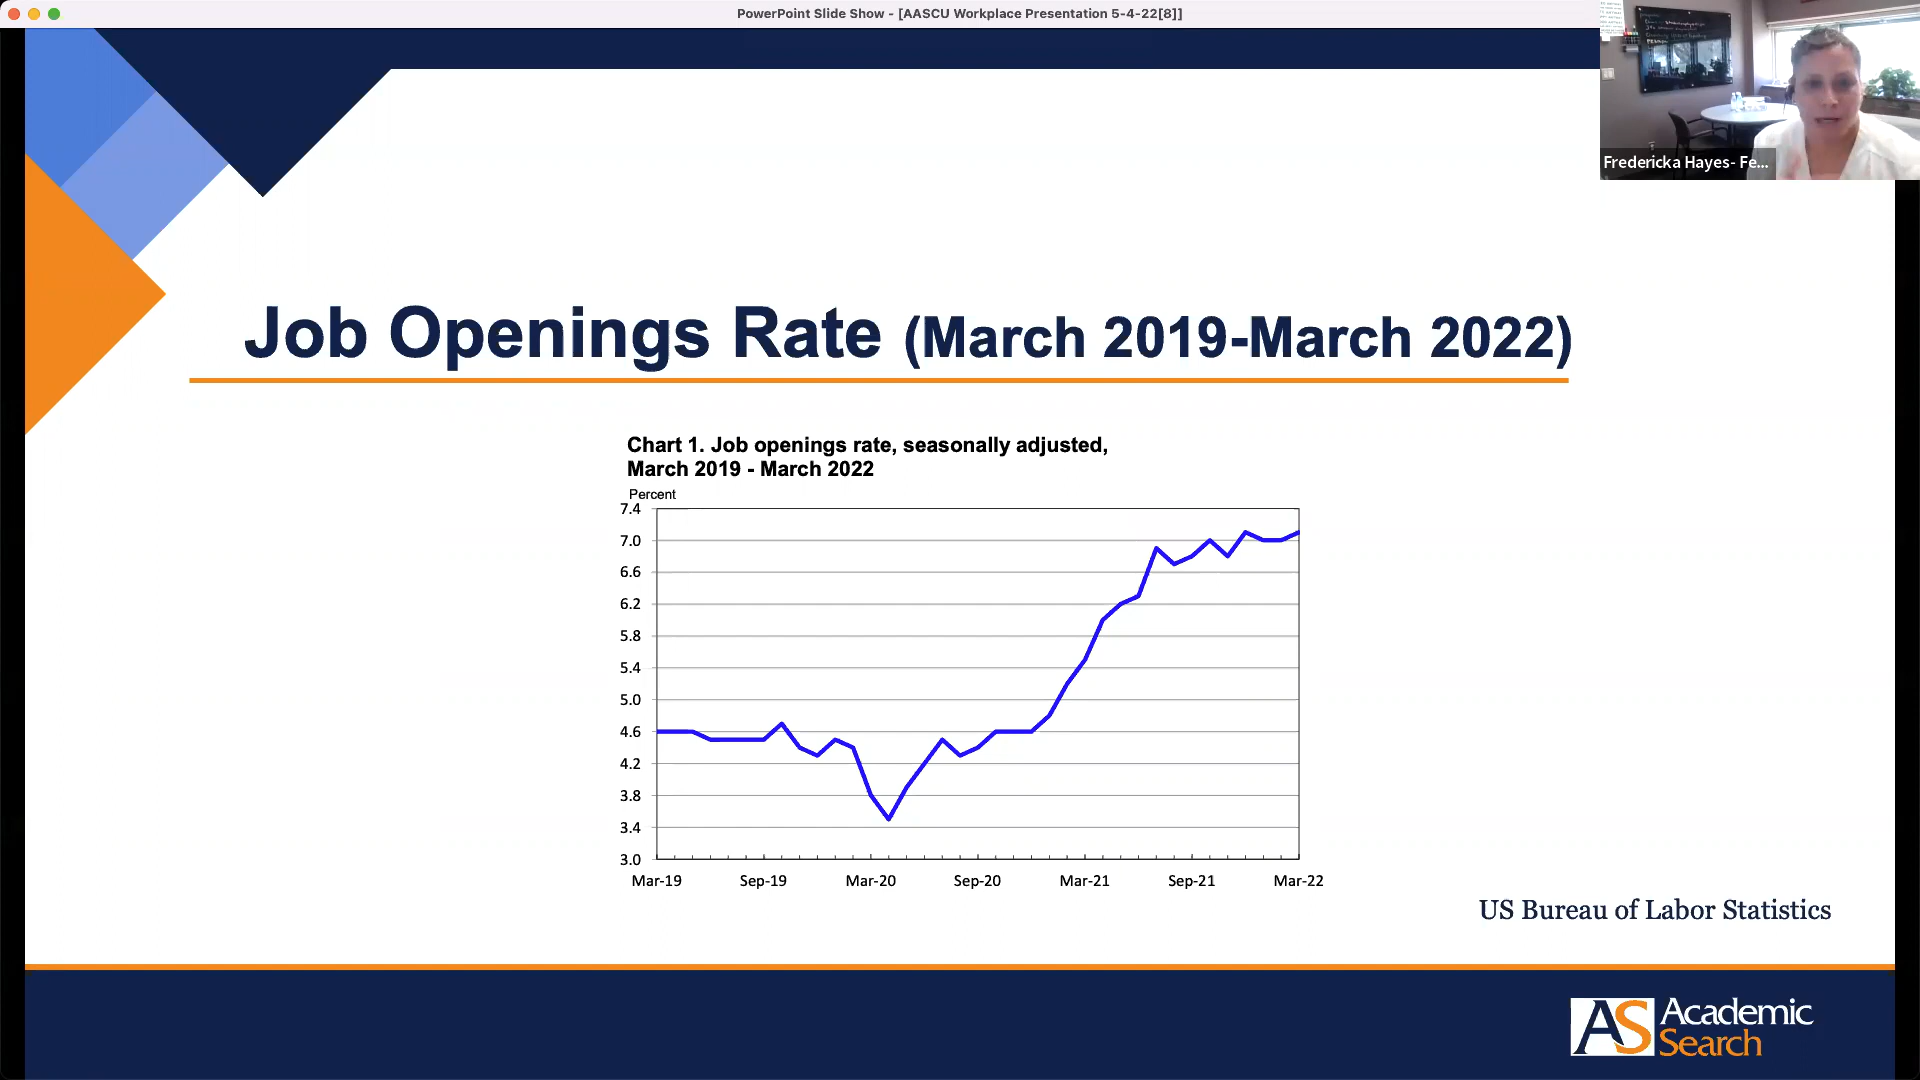 PowerPoint Slide Show - [AASCU Workplace Presentation 5-4-22[8]]
Fredericka Hayes- Fe...
Job Openings Rate (March 2019-March 2022)
Chart 1. Job openings rate, seasonally adjusted,
March 2019 - March 2022
Percent
7.4
7.0
6.6
6.2
5.8
5.4
5.0
4.6
4.2
3.8
3.4
3.0
Mar-19 Sep-19 Mar-20 Sep-20 Mar-21 Sep-21 Mar-22
US Bureau of Labor Statistics
AS Academic
Search